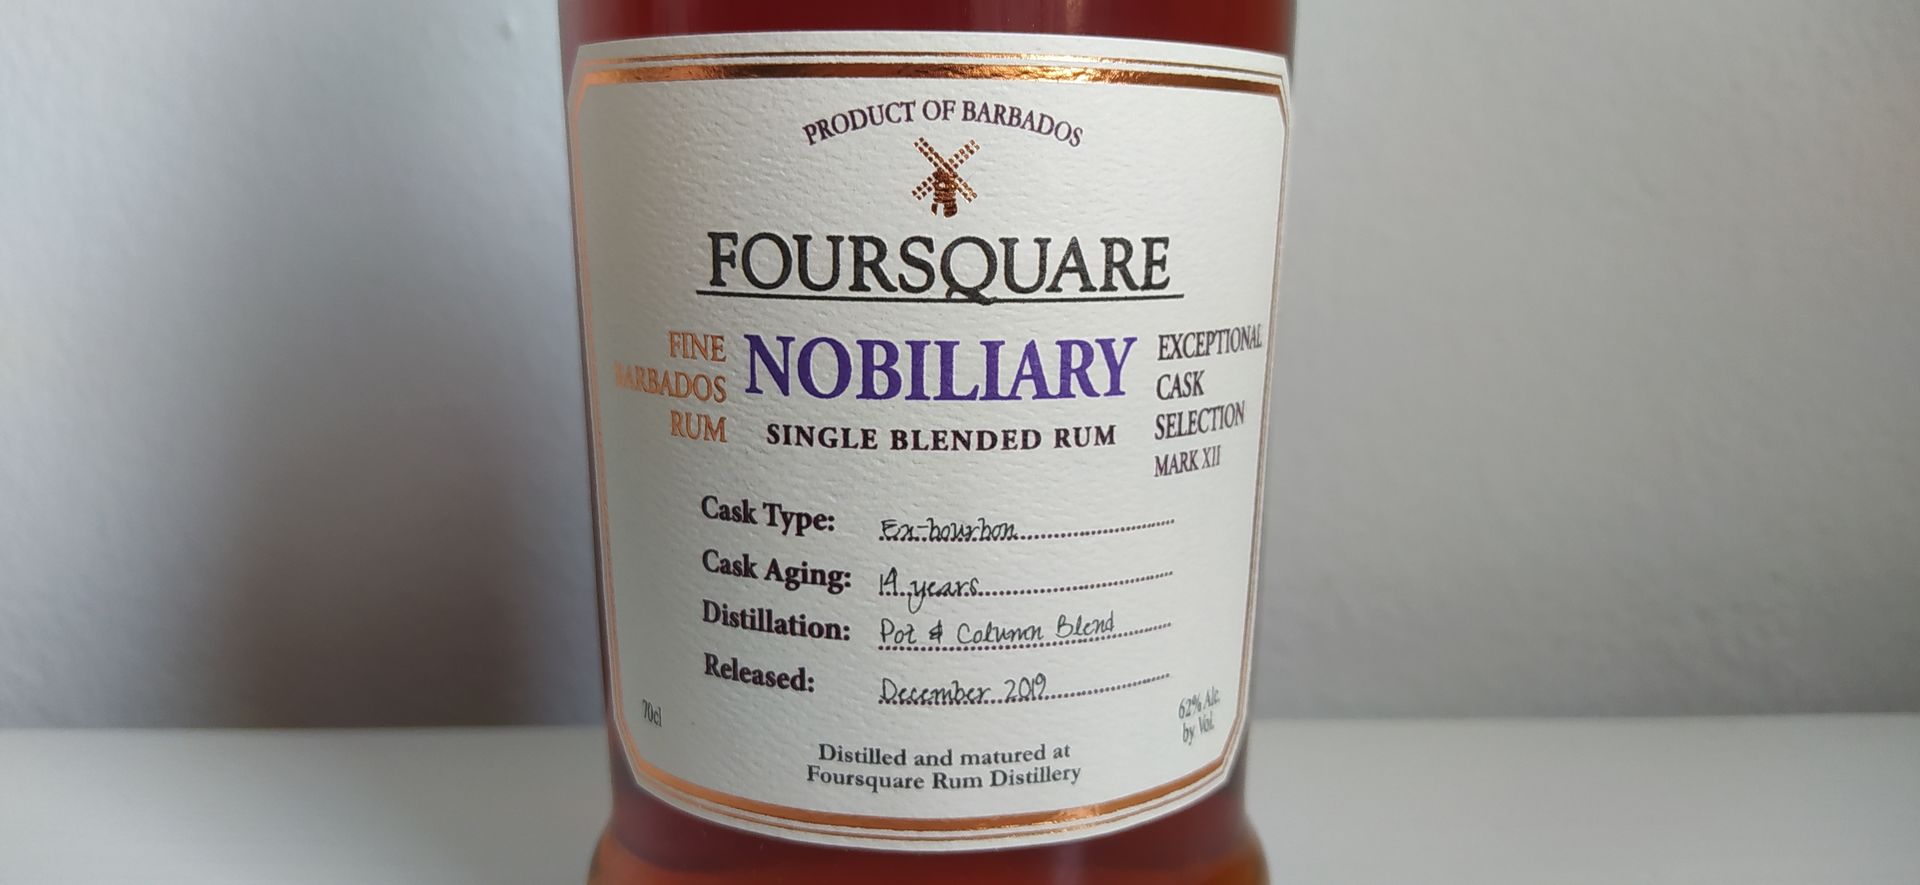 PRODUCT OF BARBADOS
FOURSQUARE
FINE
BARBADOS
RUM
NOBILIARY
SINGLE BLENDED RUM
EXCEPTIONAL
CASK
SELECTION
MARK XII
Cask Type: Ex-bourbon
Cask Aging: 14 years
Distillation: Pot & Column Blend
Released: December 2019
70cl
62% Alc.
by Vol.
Distilled and matured at
Foursquare Rum Distillery